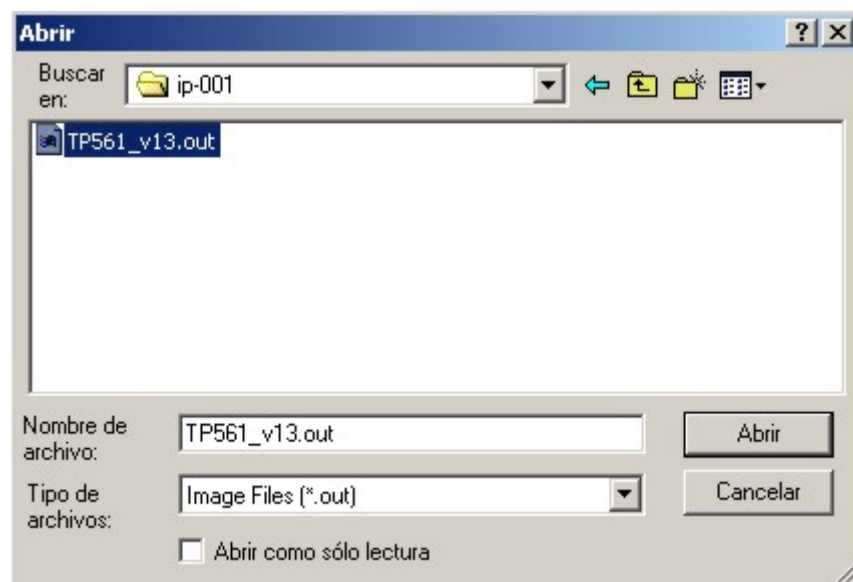 Abrir
Buscar
en:
ip-001
TP561_v13.out
Nombre de
archivo:
TP561_v13.out
Abrir
Tipo de
archivos:
Image Files (*.out)
Cancelar
Abrir como sólo lectura